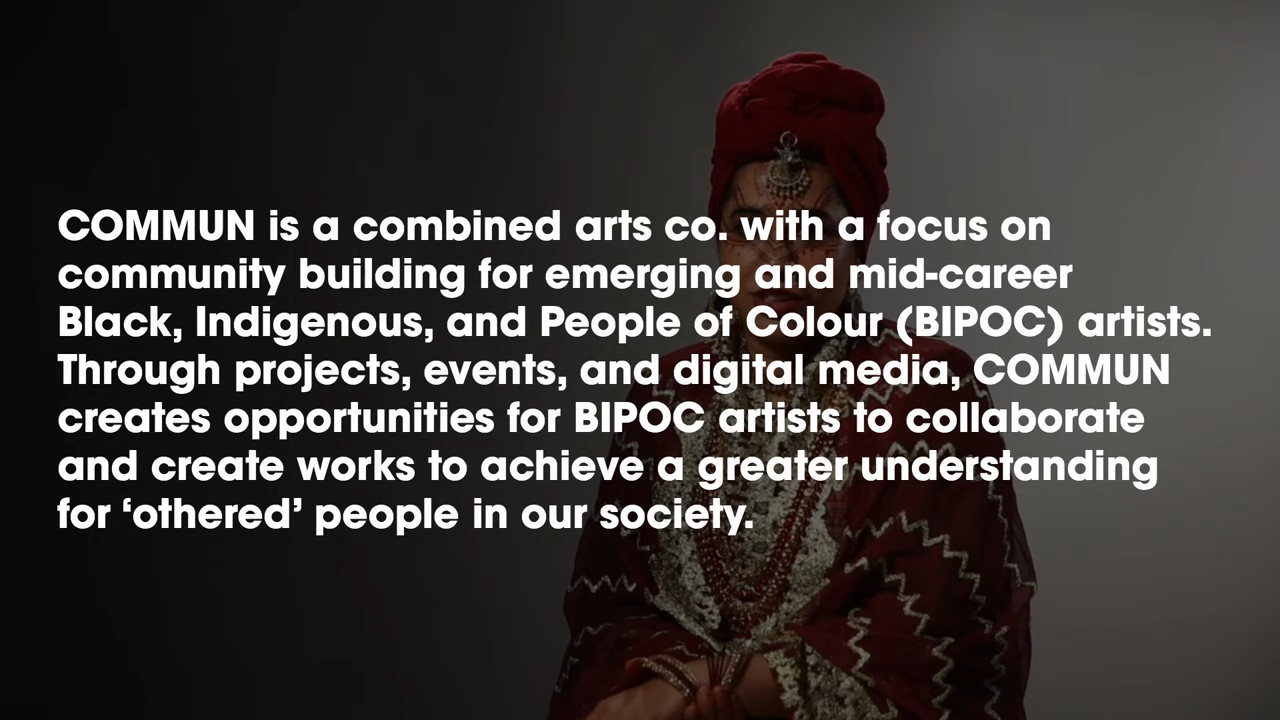 COMMUN is a combined arts co. with a focus on
community building for emerging and mid-career
Black, Indigenous, and People of Colour (BIPOC) artists.
Through projects, events, and digital media, COMMUN
creates opportunities for BIPOC artists to collaborate
and create works to achieve a greater understanding
for ‘othered’ people in our society.